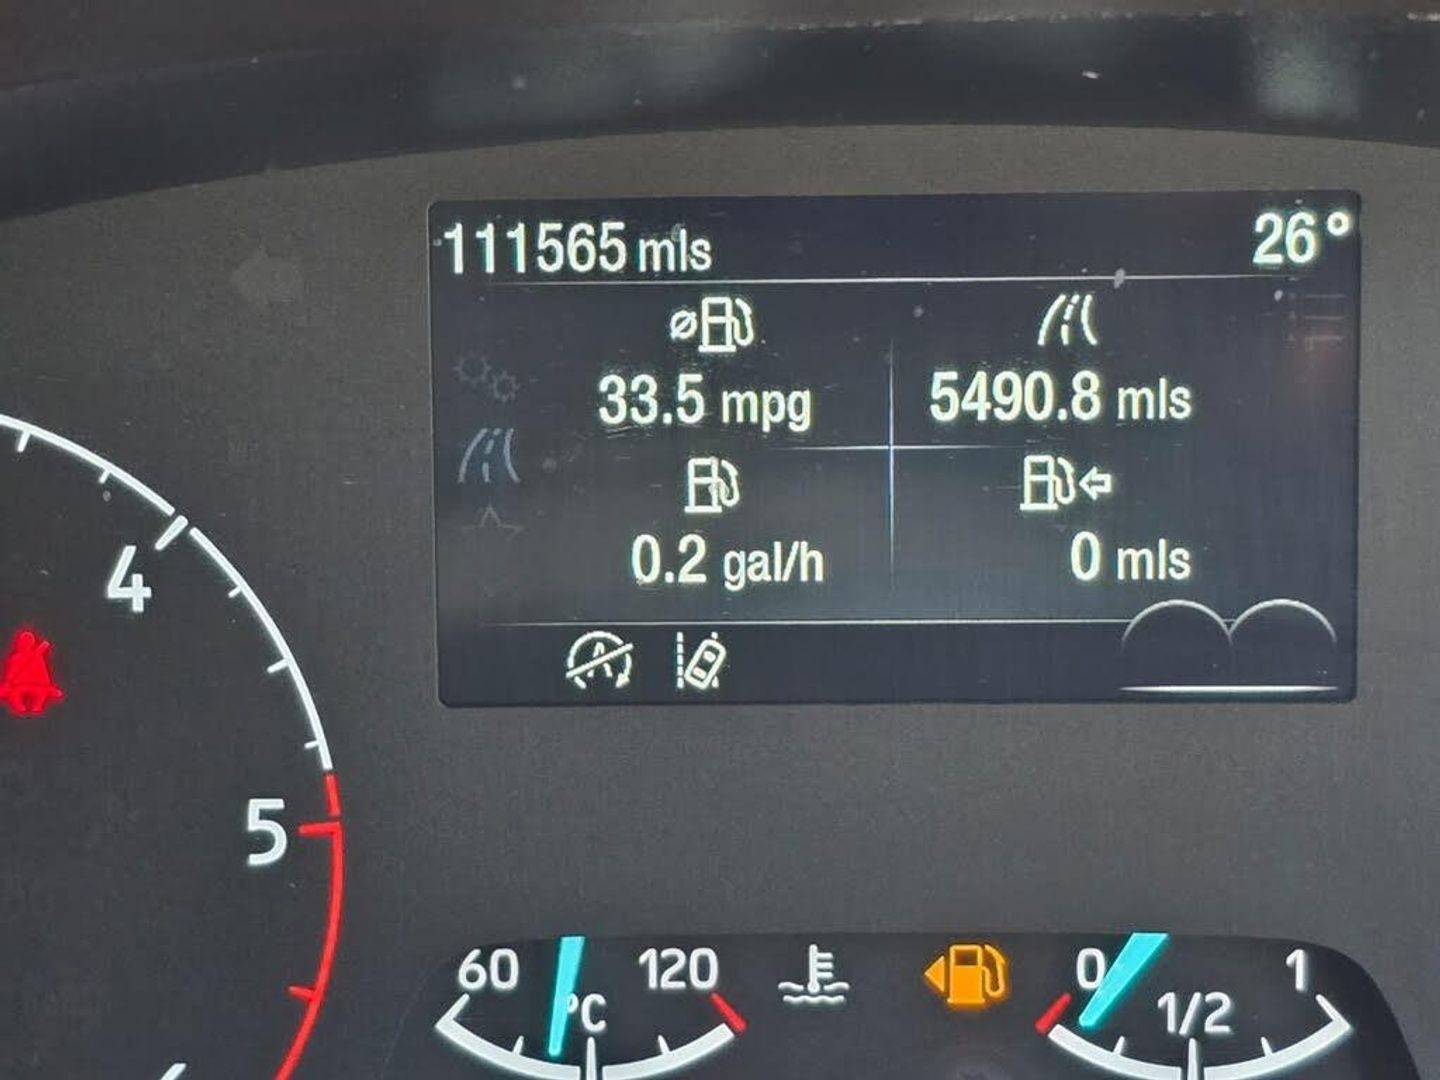 111565 mls 26°
33.5 mpg 5490.8 mls
0.2 gal/h 0 mls
4
5
60 °C 120
0 1/2 1